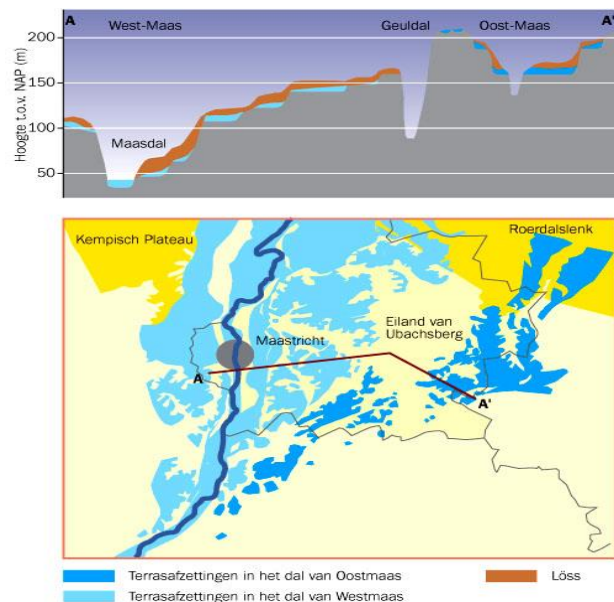 A West-Maas Geuldal Oost-Maas A'
200
150
100
50
Hoogte t.o.v. NAP (m)
Maasdal
Kempisch Plateau
Roerdalslenk
Maastricht
Eiland van
Ubachsberg
A
A'
Terrasafzettingen in het dal van Oostmaas
Löss
Terrasafzettingen in het dal van Westmaas